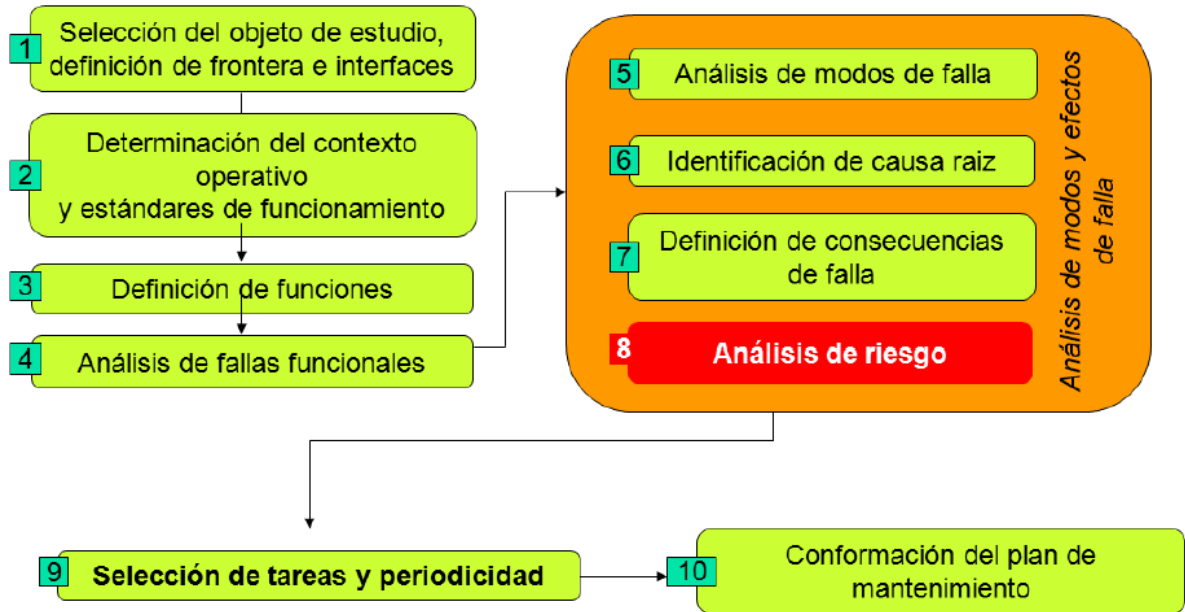 1
Selección del objeto de estudio,
definición de frontera e interfaces
2
Determinación del contexto
operativo
y estándares de funcionamiento
3
Definición de funciones
4
Análisis de fallas funcionales
5
Análisis de modos de falla
6
Identificación de causa raiz
7
Definición de consecuencias
de falla
8
Análisis de riesgo
Análisis de modos y efectos
de falla
9
Selección de tareas y periodicidad
10
Conformación del plan de
mantenimiento